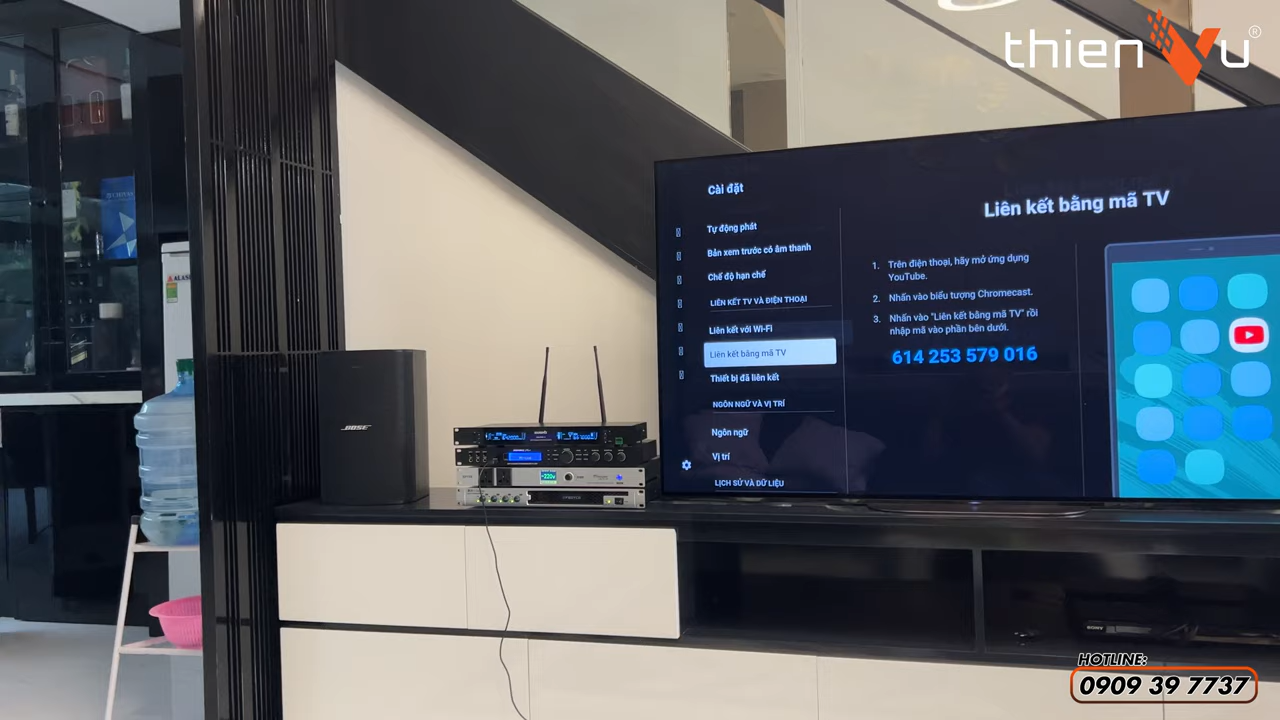 thien Vu®
Cài đặt
Tự động phát
Bản xem trước có âm thanh
Chế độ hạn chế
LIÊN KẾT TV VÀ ĐIỆN THOẠI
Liên kết với Wi-Fi
Liên kết bằng mã TV
Thiết bị đã liên kết
NGÔN NGỮ VÀ VỊ TRÍ
Ngôn ngữ
Vị trí
LỊCH SỬ VÀ DỮ LIỆU
Liên kết bằng mã TV
1. Trên điện thoại, hãy mở ứng dụng
YouTube.
2. Nhấn vào biểu tượng Chromecast.
3. Nhấn vào "Liên kết bằng mã TV" rồi
nhập mã vào phần bên dưới.
614 253 579 016
BOSE
SONY
HOTLINE:
0909 39 7737